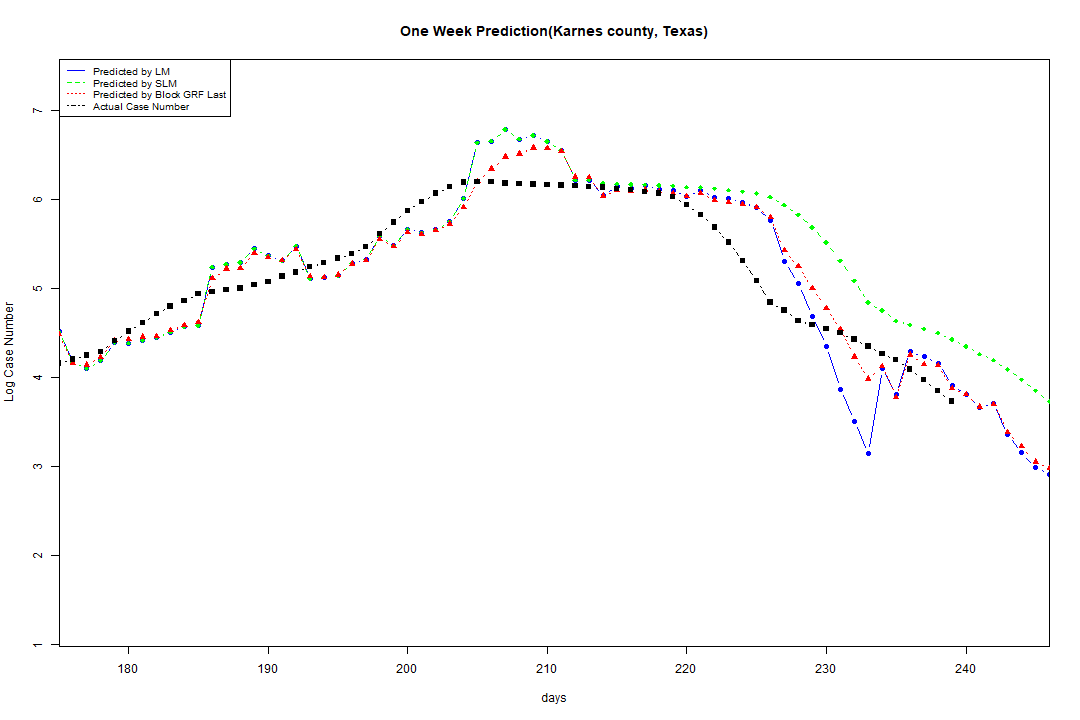 One Week Prediction(Karnes county, Texas)
Predicted by LM
Predicted by SLM
Predicted by Block GRF Last
Actual Case Number
7
6
5
4
3
2
1
Log Case Number
180 190 200 210 220 230 240
days